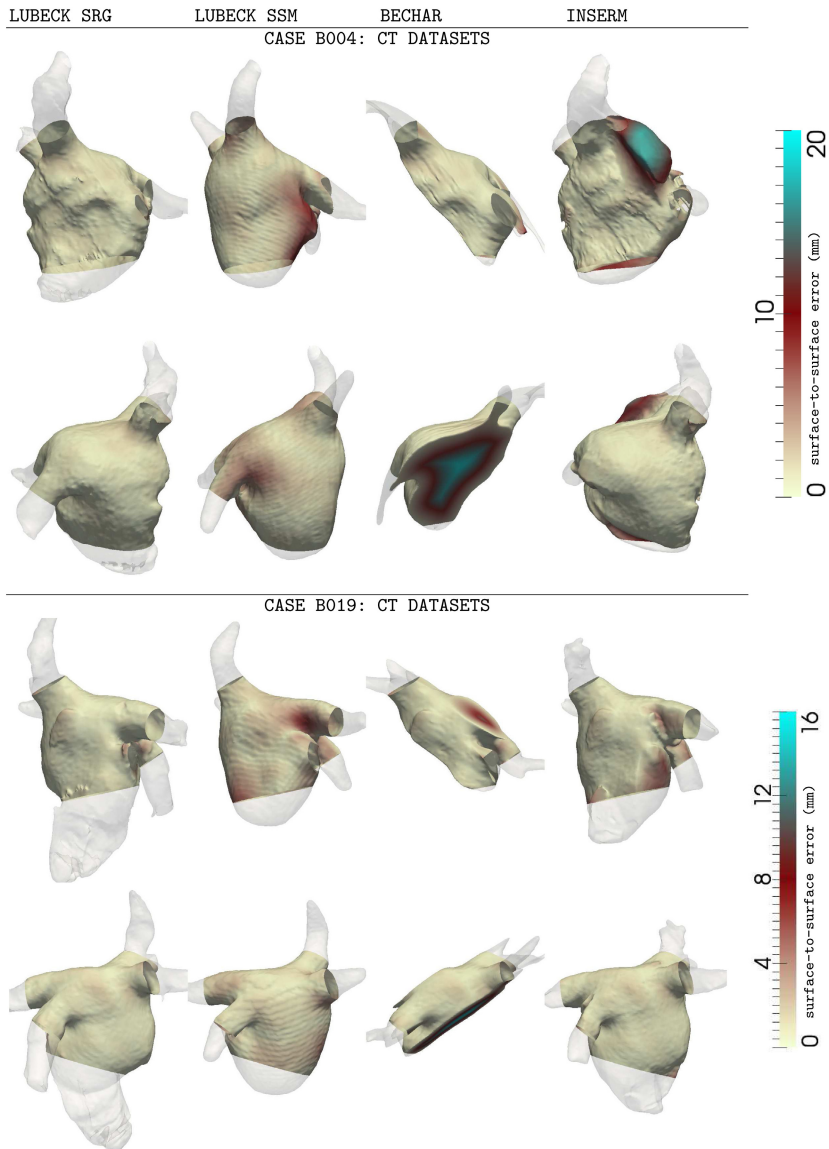 LUBECK SRG LUBECK SSM BECHAR INSERM
CASE B004: CT DATASETS
20
10
0
surface-to-surface error (mm)
CASE B019: CT DATASETS
16
12
8
4
0
surface-to-surface error (mm)